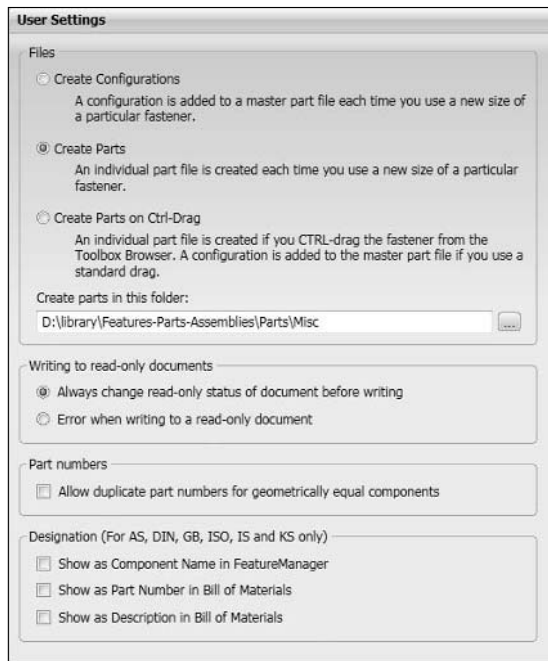 User Settings
Files
Create Configurations
A configuration is added to a master part file each time you use a new size of
a particular fastener.
Create Parts
An individual part file is created each time you use a new size of a particular
fastener.
Create Parts on Ctrl-Drag
An individual part file is created if you CTRL-drag the fastener from the
Toolbox Browser. A configuration is added to the master part file if you use a
standard drag.
Create parts in this folder:
D:\library\Features-Parts-Assemblies\Parts\Misc
...
Writing to read-only documents
Always change read-only status of document before writing
Error when writing to a read-only document
Part numbers
Allow duplicate part numbers for geometrically equal components
Designation (For AS, DIN, GB, ISO, IS and KS only)
Show as Component Name in FeatureManager
Show as Part Number in Bill of Materials
Show as Description in Bill of Materials